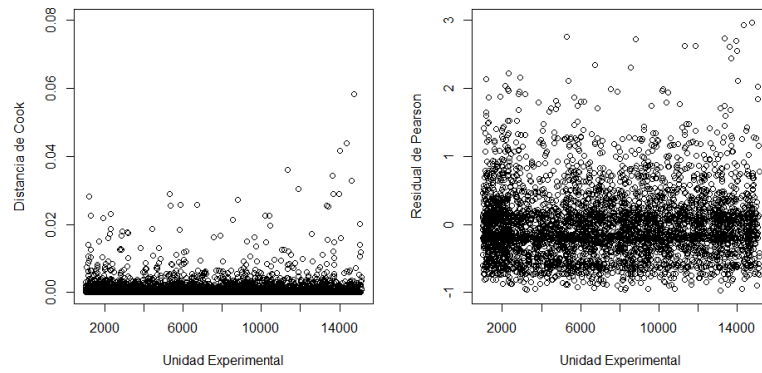 Distancia de Cook
0.08
0.06
0.04
0.02
0.00
2000 6000 10000 14000
Unidad Experimental
Residual de Pearson
3
2
1
0
-1
2000 6000 10000 14000
Unidad Experimental